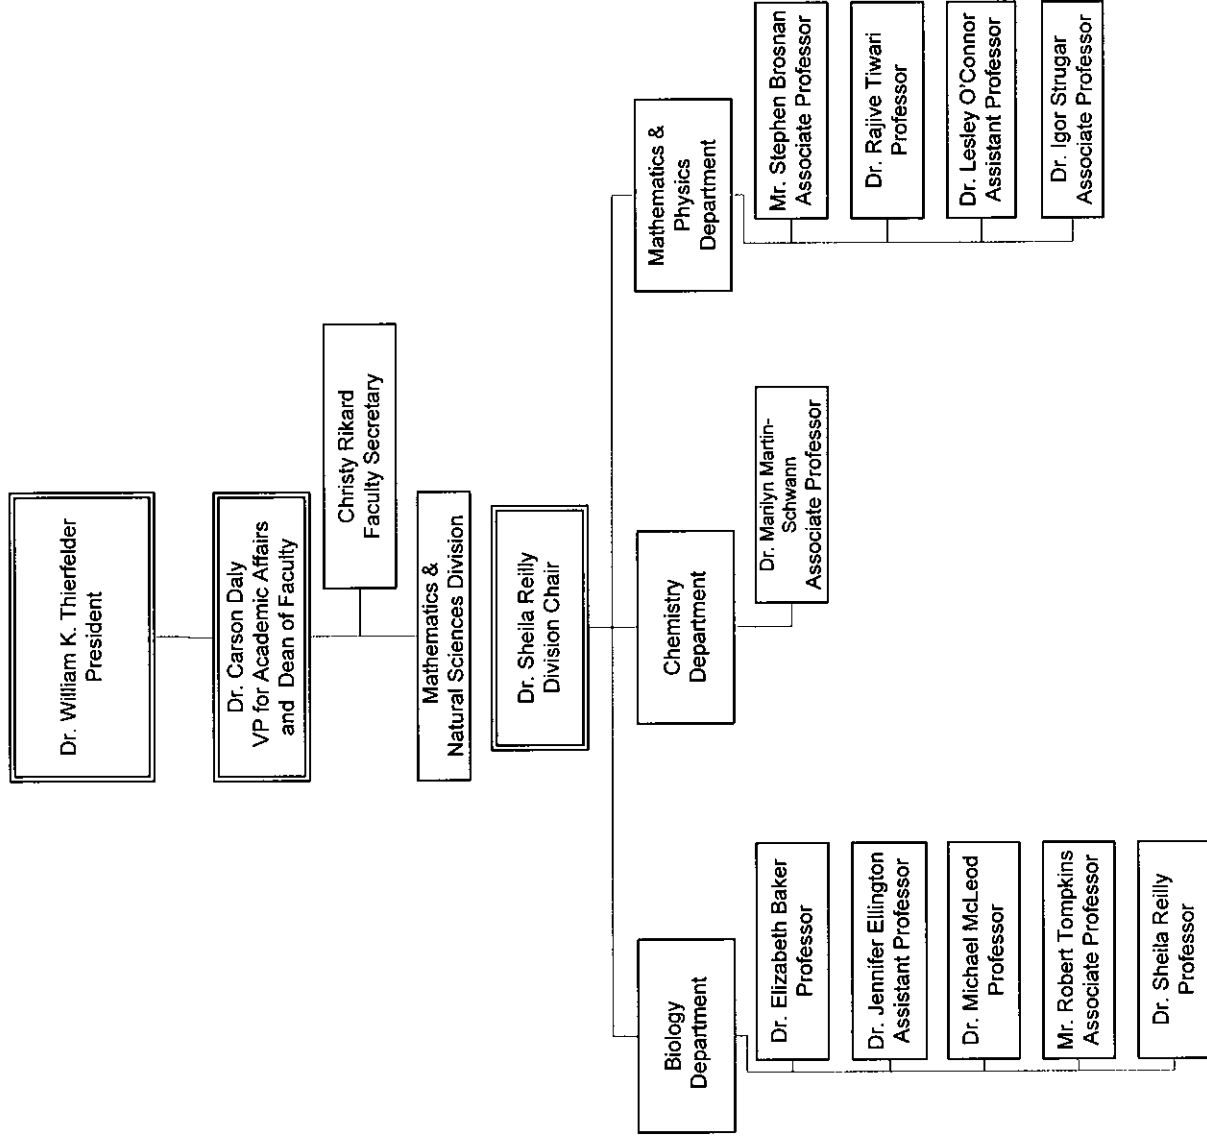 Dr. William K. Thierfelder
President
Dr. Carson Daly
VP for Academic Affairs
and Dean of Faculty
Christy Rikard
Faculty Secretary
Mathematics &
Natural Sciences Division
Dr. Sheila Reilly
Division Chair
Biology
Department
Dr. Elizabeth Baker
Professor
Dr. Jennifer Ellington
Assistant Professor
Dr. Michael McLeod
Professor
Mr. Robert Tompkins
Associate Professor
Dr. Sheila Reilly
Professor
Chemistry
Department
Dr. Marilyn Martin-
Schwann
Associate Professor
Mathematics &
Physics
Department
Mr. Stephen Brosnan
Associate Professor
Dr. Rajive Tiwari
Professor
Dr. Lesley O'Connor
Assistant Professor
Dr. Igor Strugar
Associate Professor